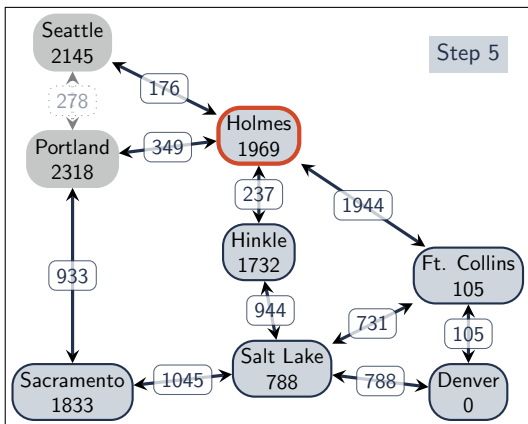 Seattle
2145
Step 5
176
278
Holmes
1969
Portland
2318
349
237
1944
Hinkle
1732
Ft. Collins
105
933
944
731
105
Salt Lake
788
Sacramento
1833
1045
788
Denver
0